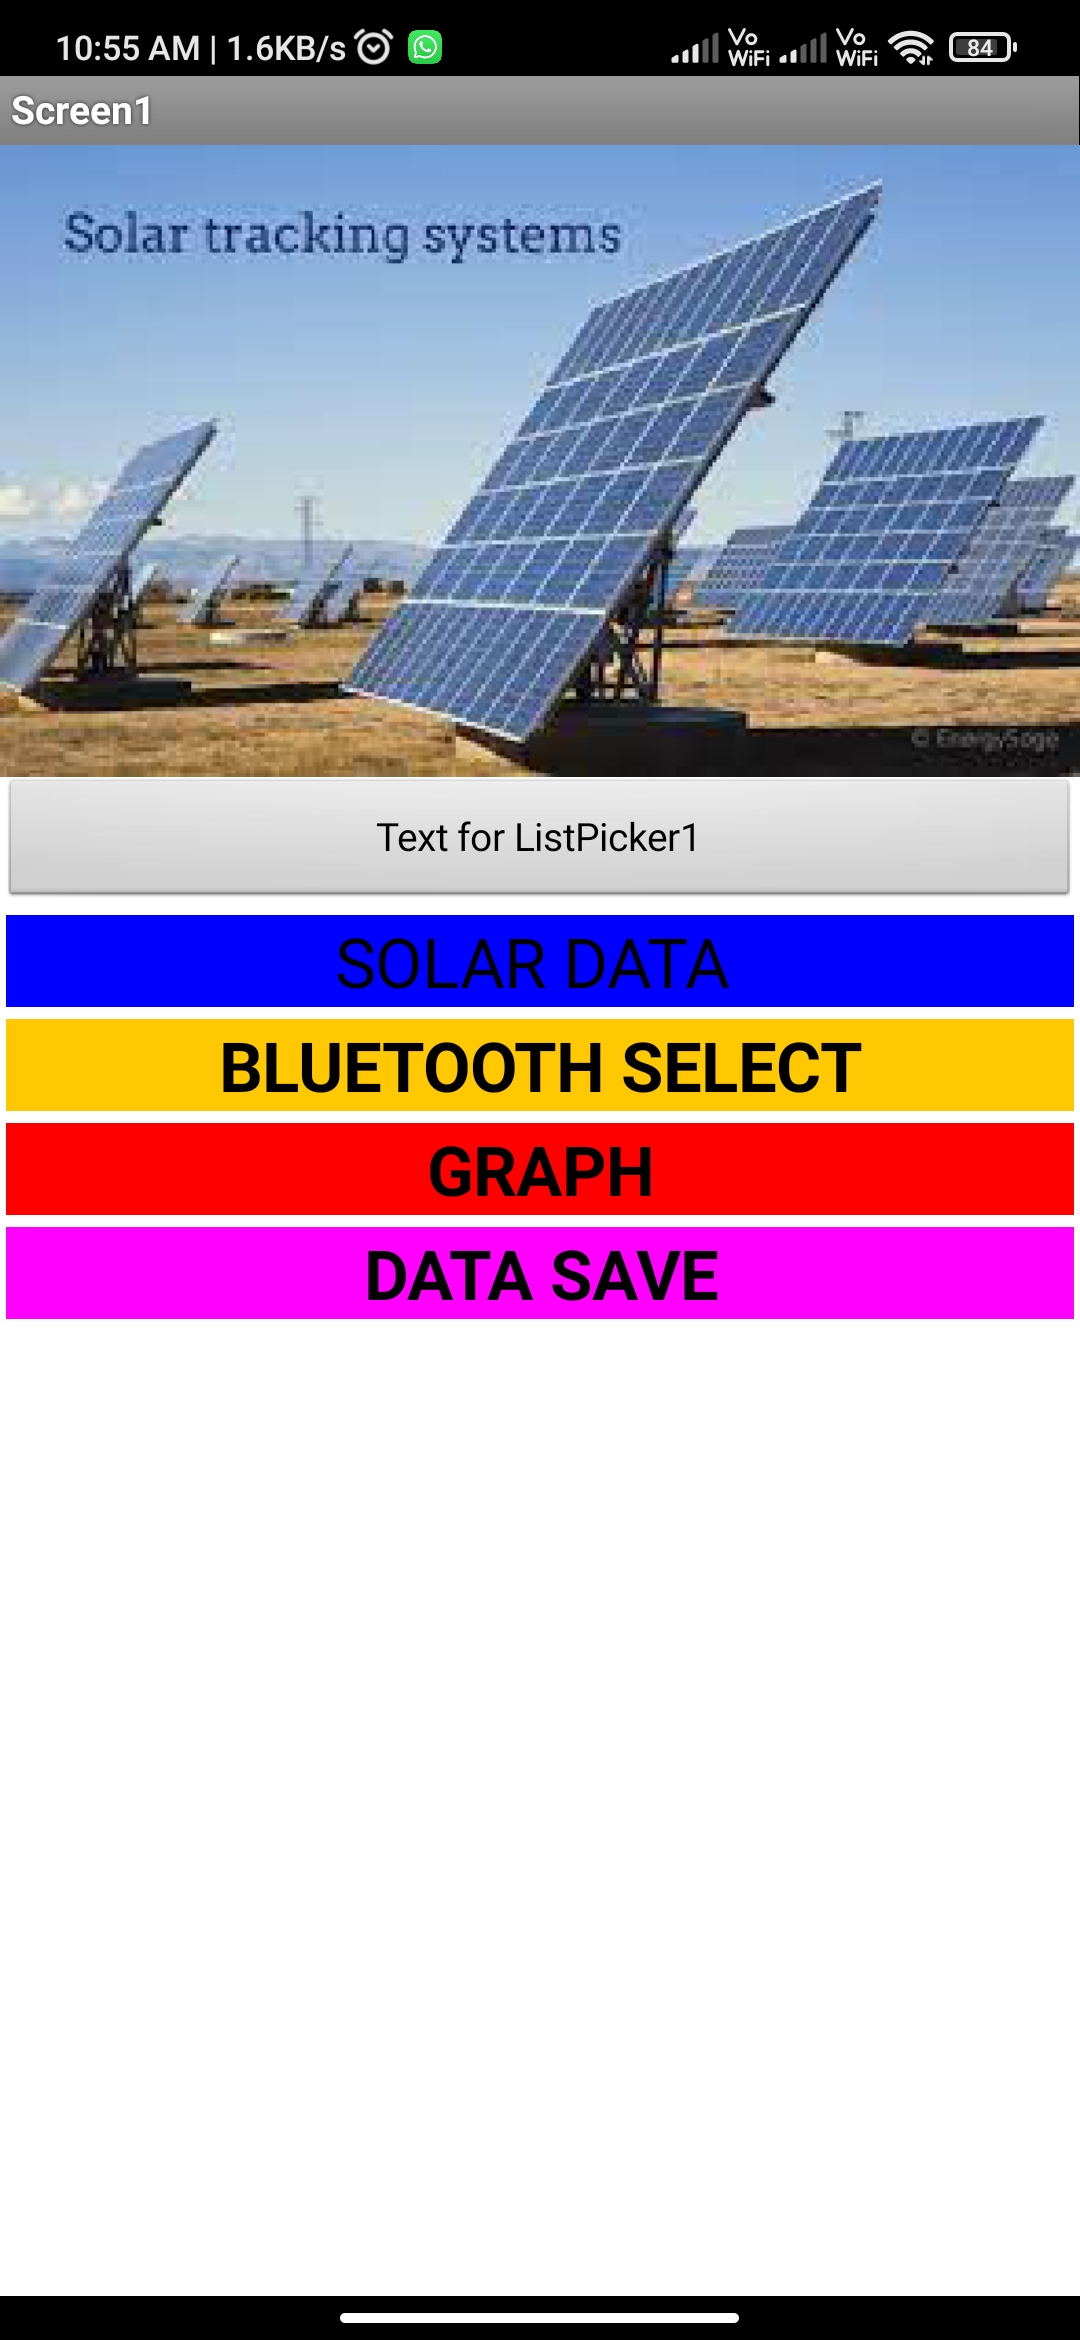 10:55 AM | 1.6KB/s Vo WiFi Vo WiFi 84
Screen1
Solar tracking systems
© EnergySage
Text for ListPicker1
SOLAR DATA
BLUETOOTH SELECT
GRAPH
DATA SAVE